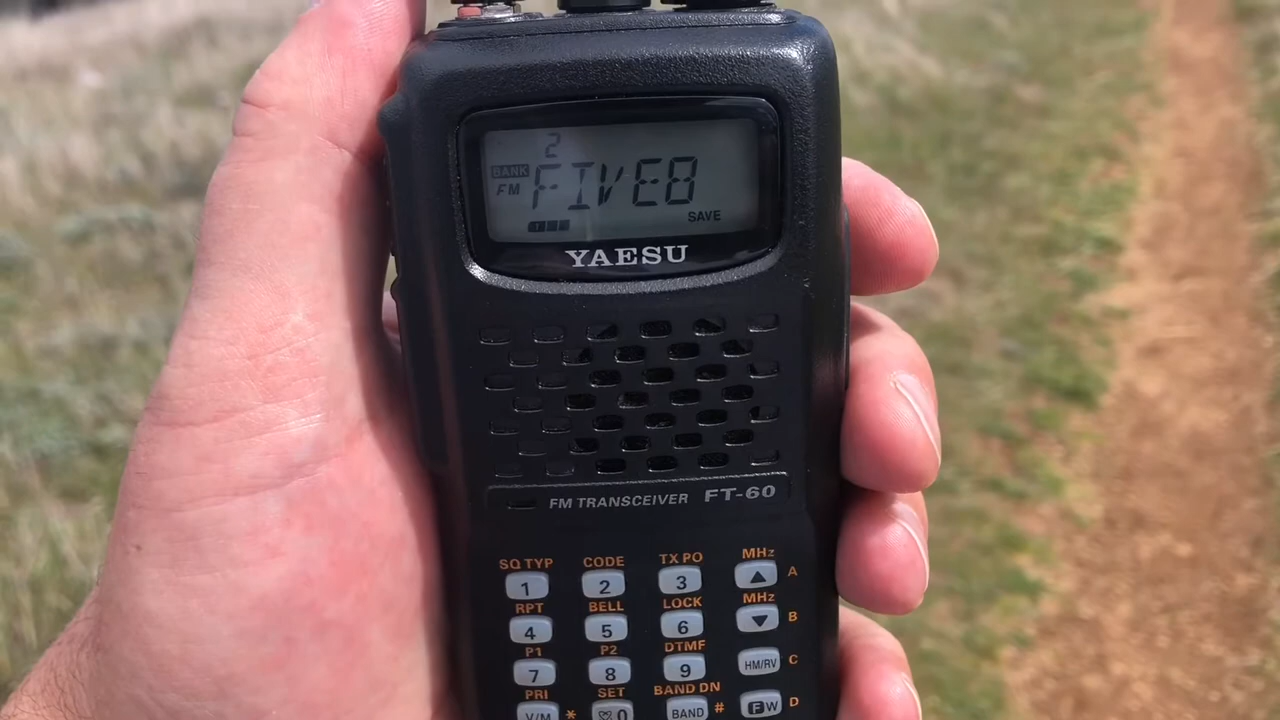 2
BANK
FM FIVE8
SAVE
YAESU
FM TRANSCEIVER FT-60
SQ TYP CODE TX PO MHz
1 2 3 ▲ A
RPT BELL LOCK MHz
4 5 6 ▼ B
P1 P2 DTMF
7 8 9 HM/RV C
PRI SET BAND DN
V/M * 0 BAND # F W D